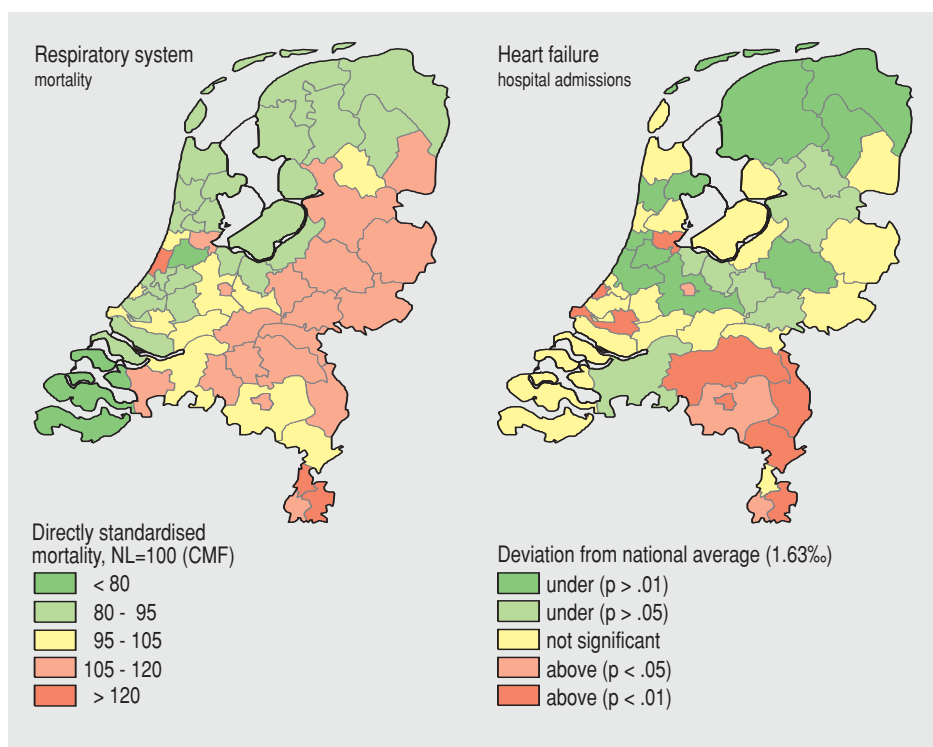 Respiratory system
mortality
Directly standardised
mortality, NL=100 (CMF)
< 80
80 - 95
95 - 105
105 - 120
> 120
Heart failure
hospital admissions
Deviation from national average (1.63‰)
under (p > .01)
under (p > .05)
not significant
above (p < .05)
above (p < .01)